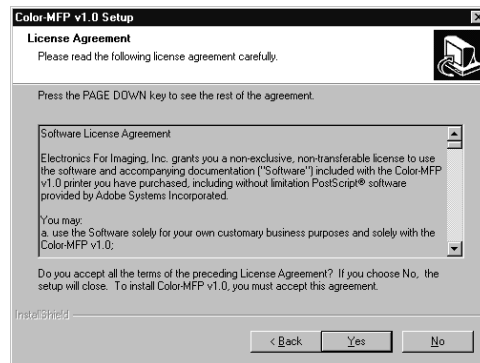 Color-MFP v1.0 Setup
License Agreement
Please read the following license agreement carefully.
Press the PAGE DOWN key to see the rest of the agreement.
Software License Agreement
Electronics For Imaging, Inc. grants you a non-exclusive, non-transferable license to use
the software and accompanying documentation ("Software") included with the Color-MFP
v1.0 printer you have purchased, including without limitation PostScript® software
provided by Adobe Systems Incorporated.
You may:
a. use the Software solely for your own customary business purposes and solely with the
Color-MFP v1.0;
Do you accept all the terms of the preceding License Agreement? If you choose No, the
setup will close. To install Color-MFP v1.0, you must accept this agreement.
InstallShield
< Back Yes No